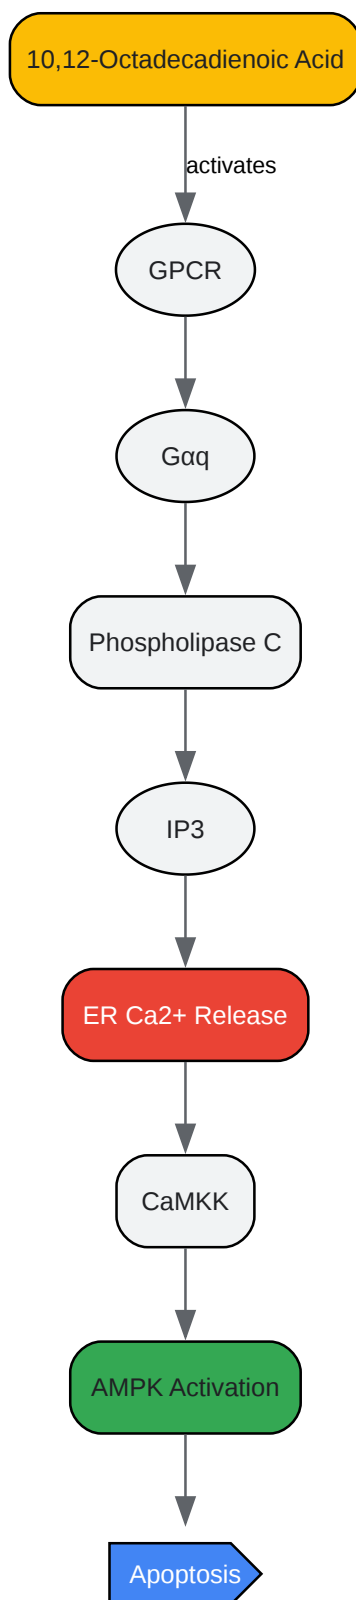 10,12-Octadecadienoic Acid
activates
GPCR
Gαq
Phospholipase C
IP3
ER Ca2+ Release
CaMKK
AMPK Activation
Apoptosis